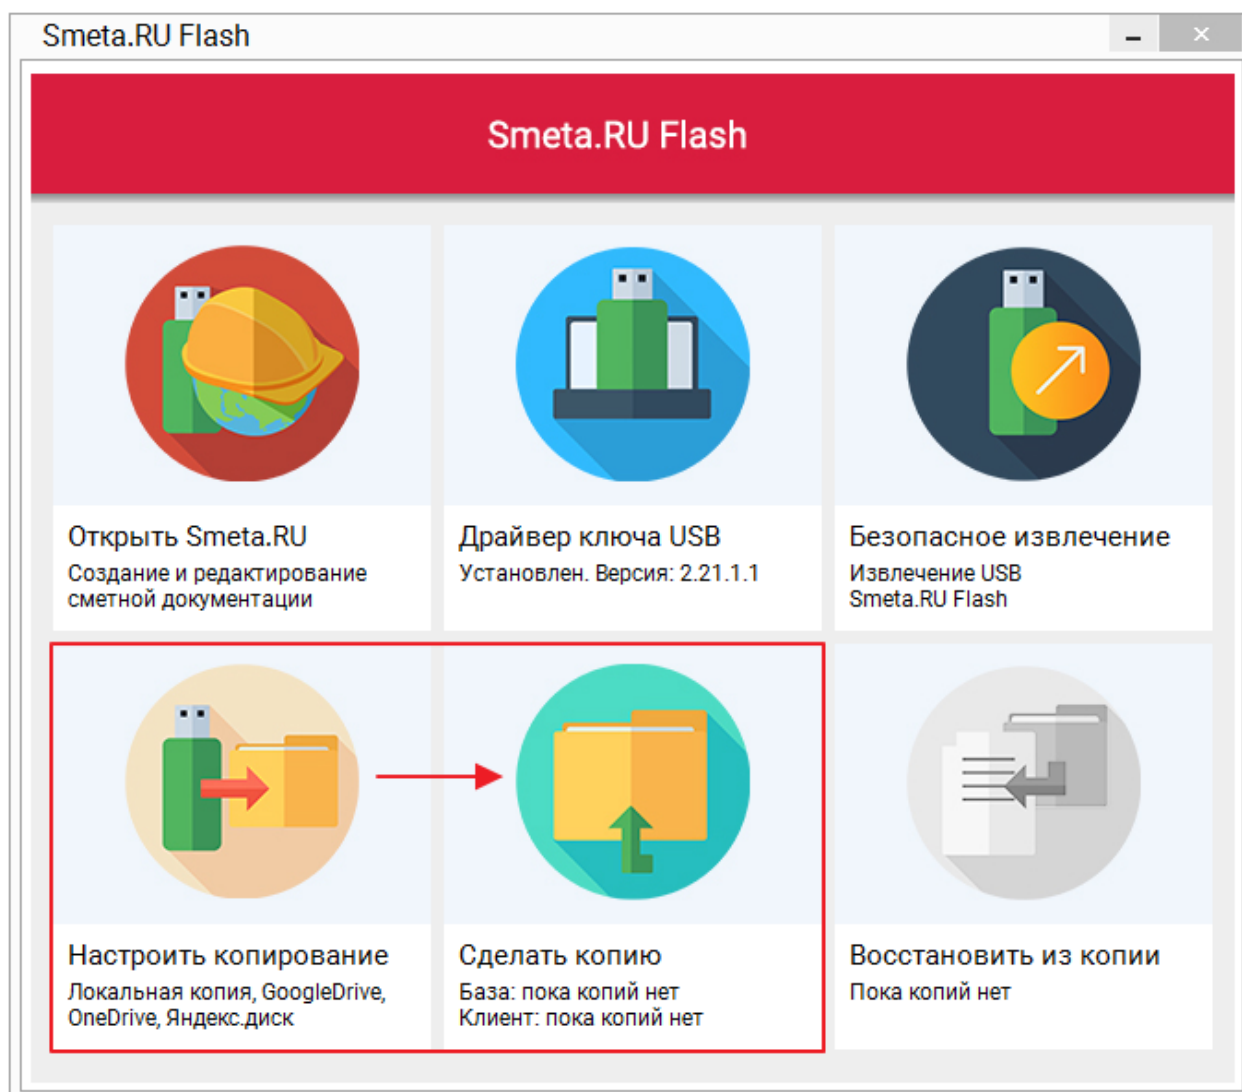 Smeta.RU Flash
Smeta.RU Flash
Открыть Smeta.RU
Создание и редактирование
сметной документации
Драйвер ключа USB
Установлен. Версия: 2.21.1.1
Безопасное извлечение
Извлечение USB
Smeta.RU Flash
Настроить копирование
Локальная копия, GoogleDrive,
OneDrive, Яндекс.диск
Сделать копию
База: пока копий нет
Клиент: пока копий нет
Восстановить из копии
Пока копий нет